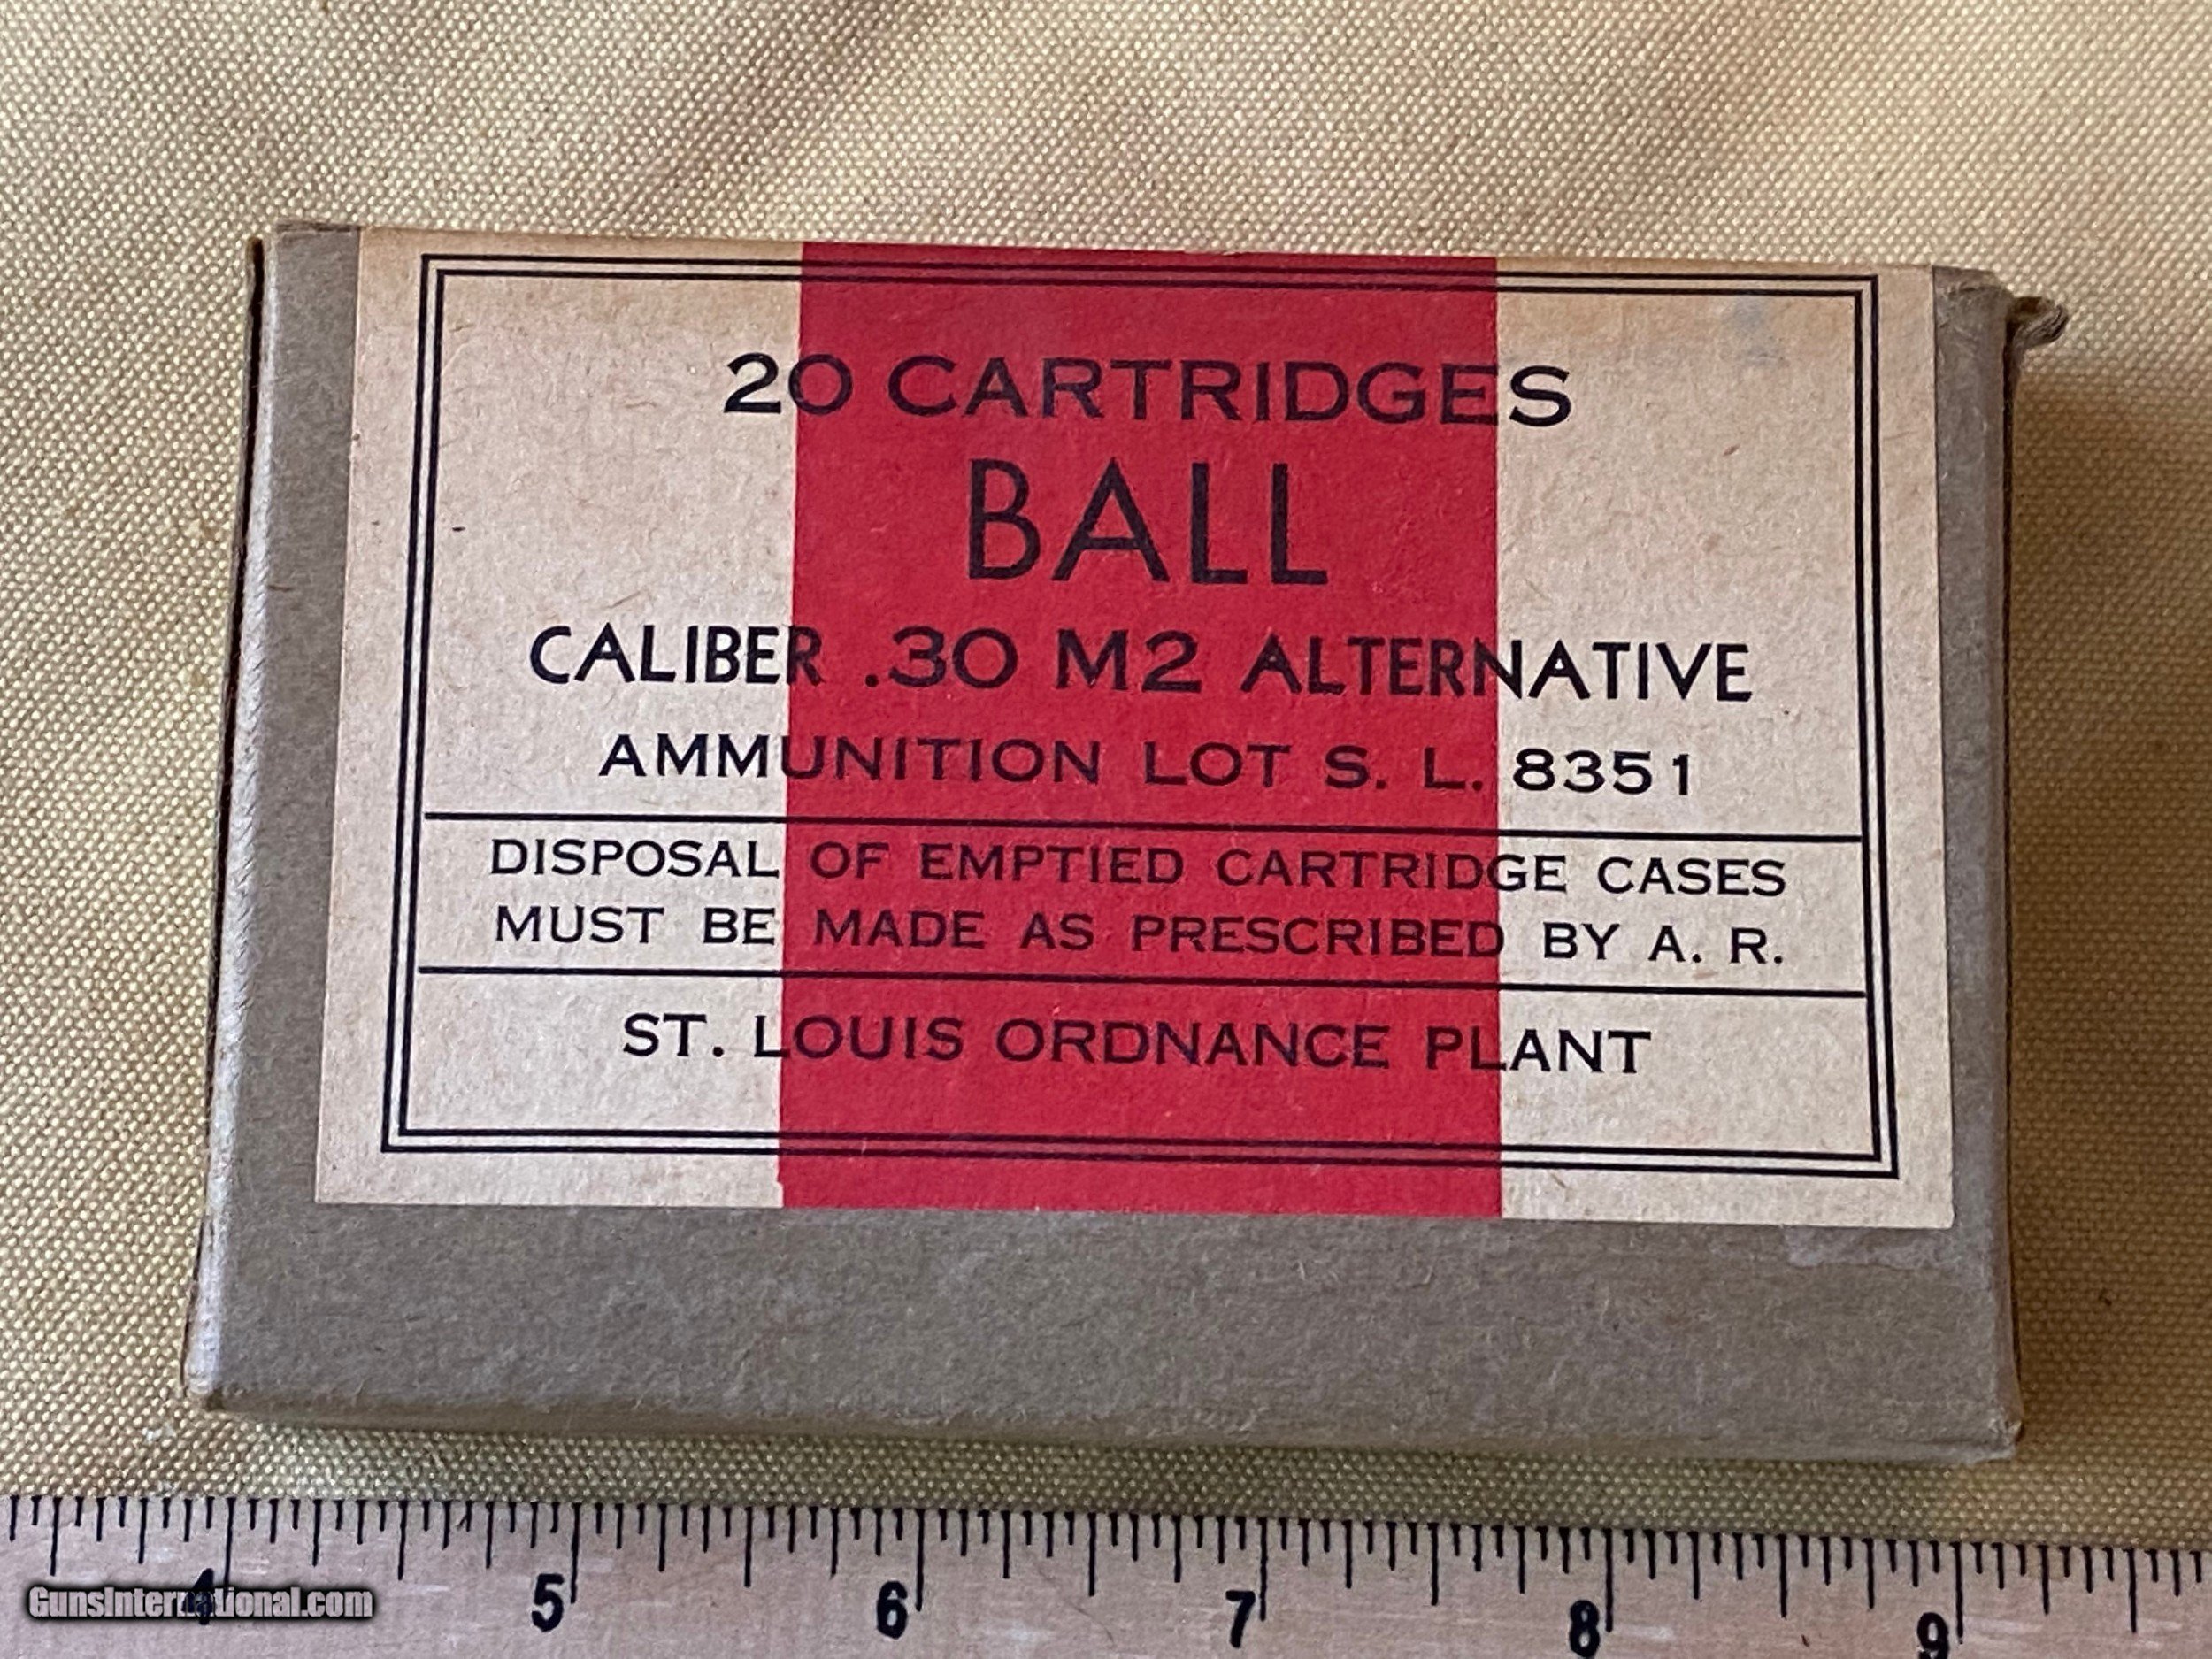 20 CARTRIDGES
BALL
CALIBER .30 M2 ALTERNATIVE
AMMUNITION LOT S. L. 8351
DISPOSAL OF EMPTIED CARTRIDGE CASES
MUST BE MADE AS PRESCRIBED BY A. R.
ST. LOUIS ORDNANCE PLANT
4 5 6 7 8 9
GunsInternational.com